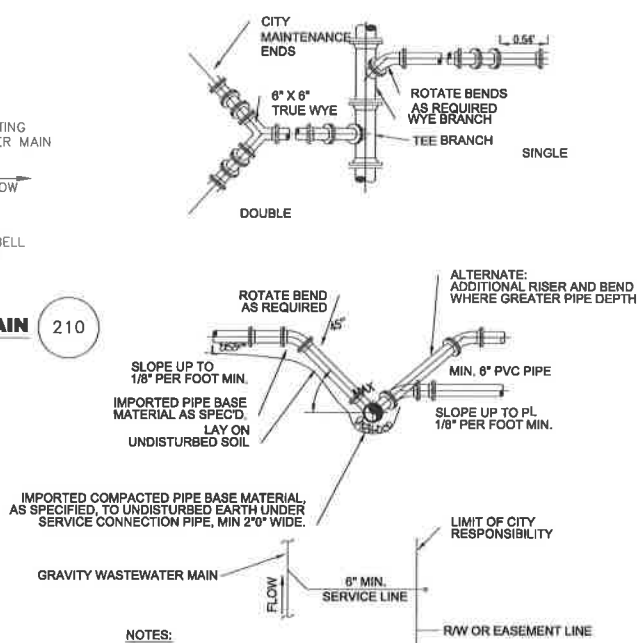 CITY
MAINTENANCE
ENDS
0.54'
6" X 6"
TRUE WYE
ROTATE BENDS
AS REQUIRED
WYE BRANCH
TEE BRANCH
SINGLE
DOUBLE
TING
ER MAIN
OW
BELL
AIN
210
ALTERNATE:
ADDITIONAL RISER AND BEND
WHERE GREATER PIPE DEPTH
ROTATE BEND
AS REQUIRED
45°
MAX
SLOPE UP TO
1/8" PER FOOT MIN.
MIN. 6" PVC PIPE
IMPORTED PIPE BASE
MATERIAL AS SPEC'D.
LAY ON
UNDISTURBED SOIL
SLOPE UP TO PL
1/8" PER FOOT MIN.
IMPORTED COMPACTED PIPE BASE MATERIAL,
AS SPECIFIED, TO UNDISTURBED EARTH UNDER
SERVICE CONNECTION PIPE, MIN 2"0" WIDE.
LIMIT OF CITY
RESPONSIBILITY
GRAVITY WASTEWATER MAIN
FLOW
6" MIN.
SERVICE LINE
R/W OR EASEMENT LINE
NOTES: